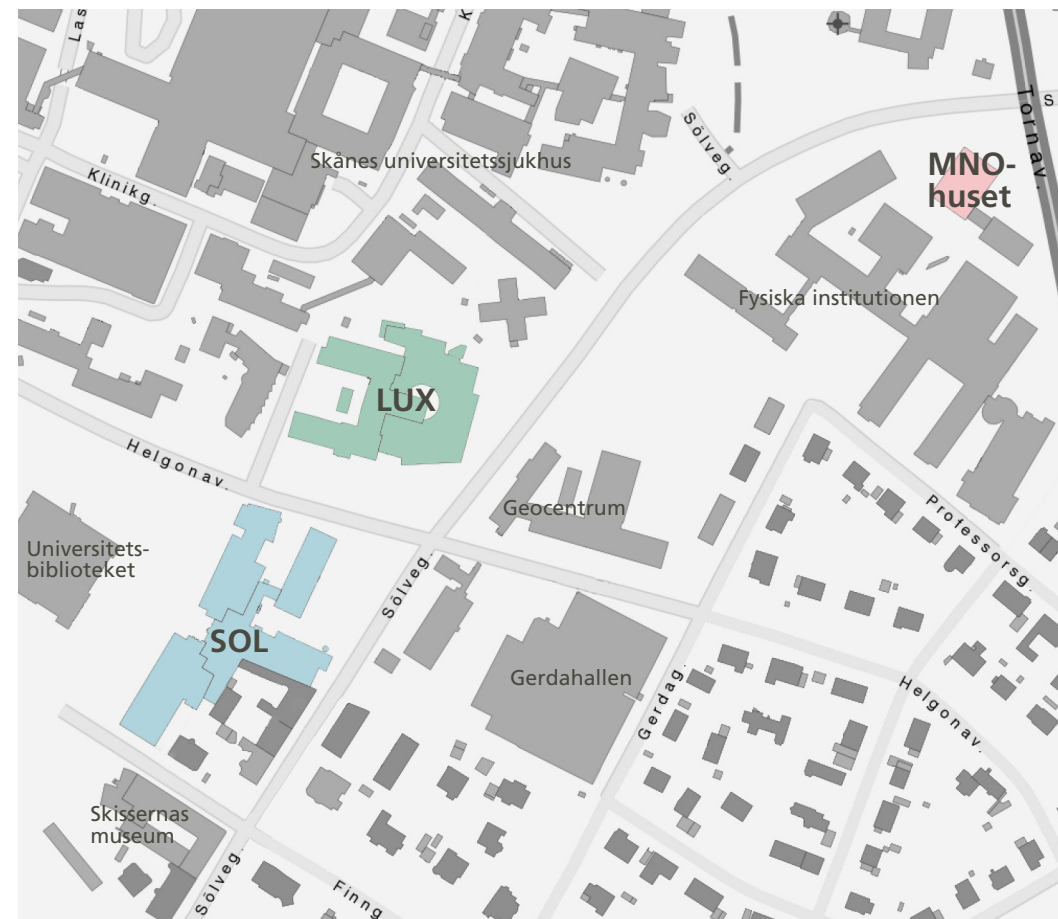 Las
K
Sölveg.
S
Tornav.
Skånes universitetssjukhus
MNO-
huset
Klinikg.
Fysiska institutionen
LUX
Helgonav.
Geocentrum
Professorsg.
Universitets-
biblioteket
Sölveg.
SOL
Gerdahallen
Gerdag.
Helgonav.
Skissernas
museum
Sölveg.
Finng